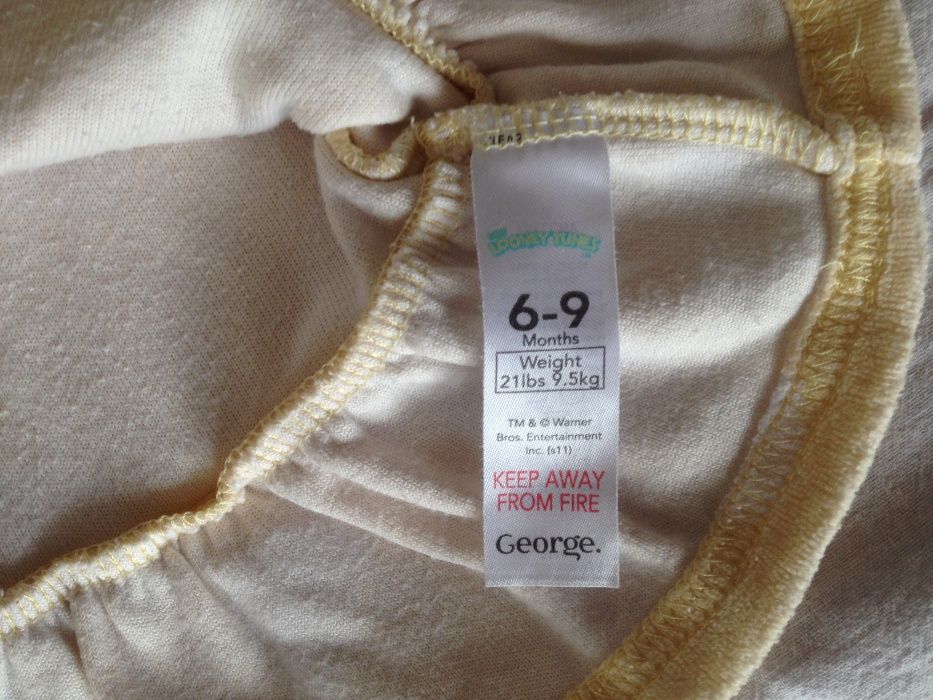 LOONEY TUNES
6-9
Months
Weight
21lbs 9.5kg
TM & © Warner
Bros. Entertainment
Inc. (s11)
KEEP AWAY
FROM FIRE
George.